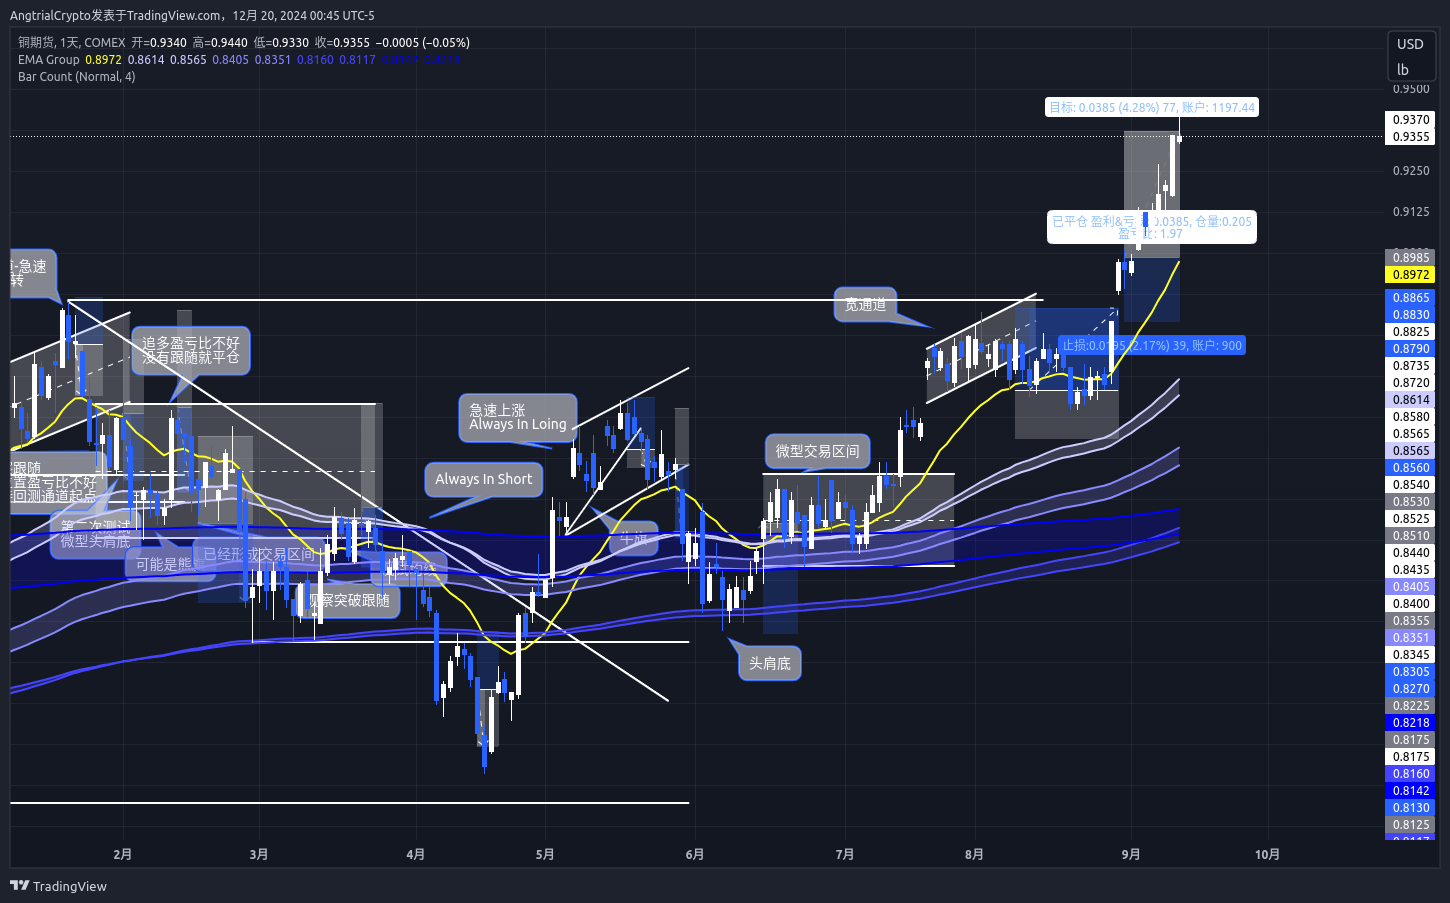 AngtrialCrypto发表于TradingView.com，12月 20, 2024 00:45 UTC-5
铜期货, 1天, COMEX 开=0.9340 高=0.9440 低=0.9330 收=0.9355 −0.0005 (−0.05%)
EMA Group 0.8972 0.8614 0.8565 0.8405 0.8351 0.8160 0.8117 0.8142 0.8218
Bar Count (Normal, 4)
USD
lb
目标: 0.0385 (4.28%) 77, 账户: 1197.44
已平仓 盈利&亏 0.0385, 仓量:0.205
盈亏比: 1.97
止损:0.0195 (2.17%) 39, 账户: 900
-急速
转
追多盈亏比不好
没有跟随就平仓
跟随
置盈亏比不好
回测通道起点
第二次测试
微型头肩底
可能是熊
已经形成交易区间
观察突破跟随
Always In Short
急速上涨
Always In Loing
牛旗
头肩底
微型交易区间
宽通道
0.9500
0.9370
0.9355
0.9250
0.9125
0.8985
0.8972
0.8865
0.8830
0.8825
0.8790
0.8735
0.8720
0.8614
0.8580
0.8565
0.8565
0.8560
0.8540
0.8530
0.8525
0.8510
0.8440
0.8435
0.8405
0.8400
0.8355
0.8351
0.8345
0.8305
0.8270
0.8225
0.8218
0.8175
0.8175
0.8160
0.8142
0.8130
0.8125
0.8117
2月 3月 4月 5月 6月 7月 8月 9月 10月
TradingView